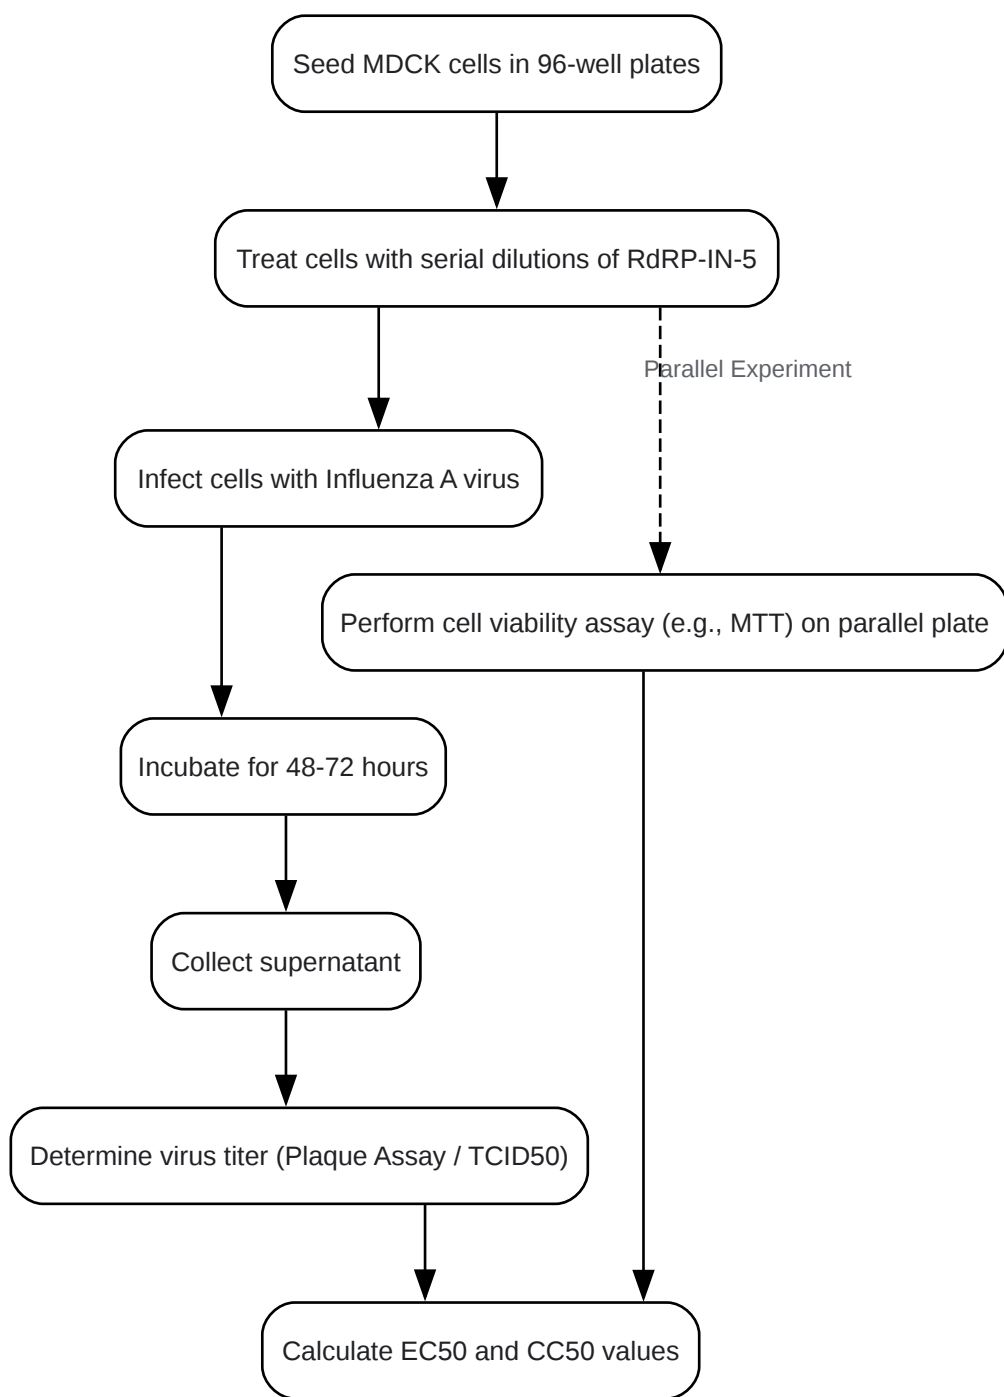 Seed MDCK cells in 96-well plates
Treat cells with serial dilutions of RdRP-IN-5
Parallel Experiment
Infect cells with Influenza A virus
Perform cell viability assay (e.g., MTT) on parallel plate
Incubate for 48-72 hours
Collect supernatant
Determine virus titer (Plaque Assay / TCID50)
Calculate EC50 and CC50 values